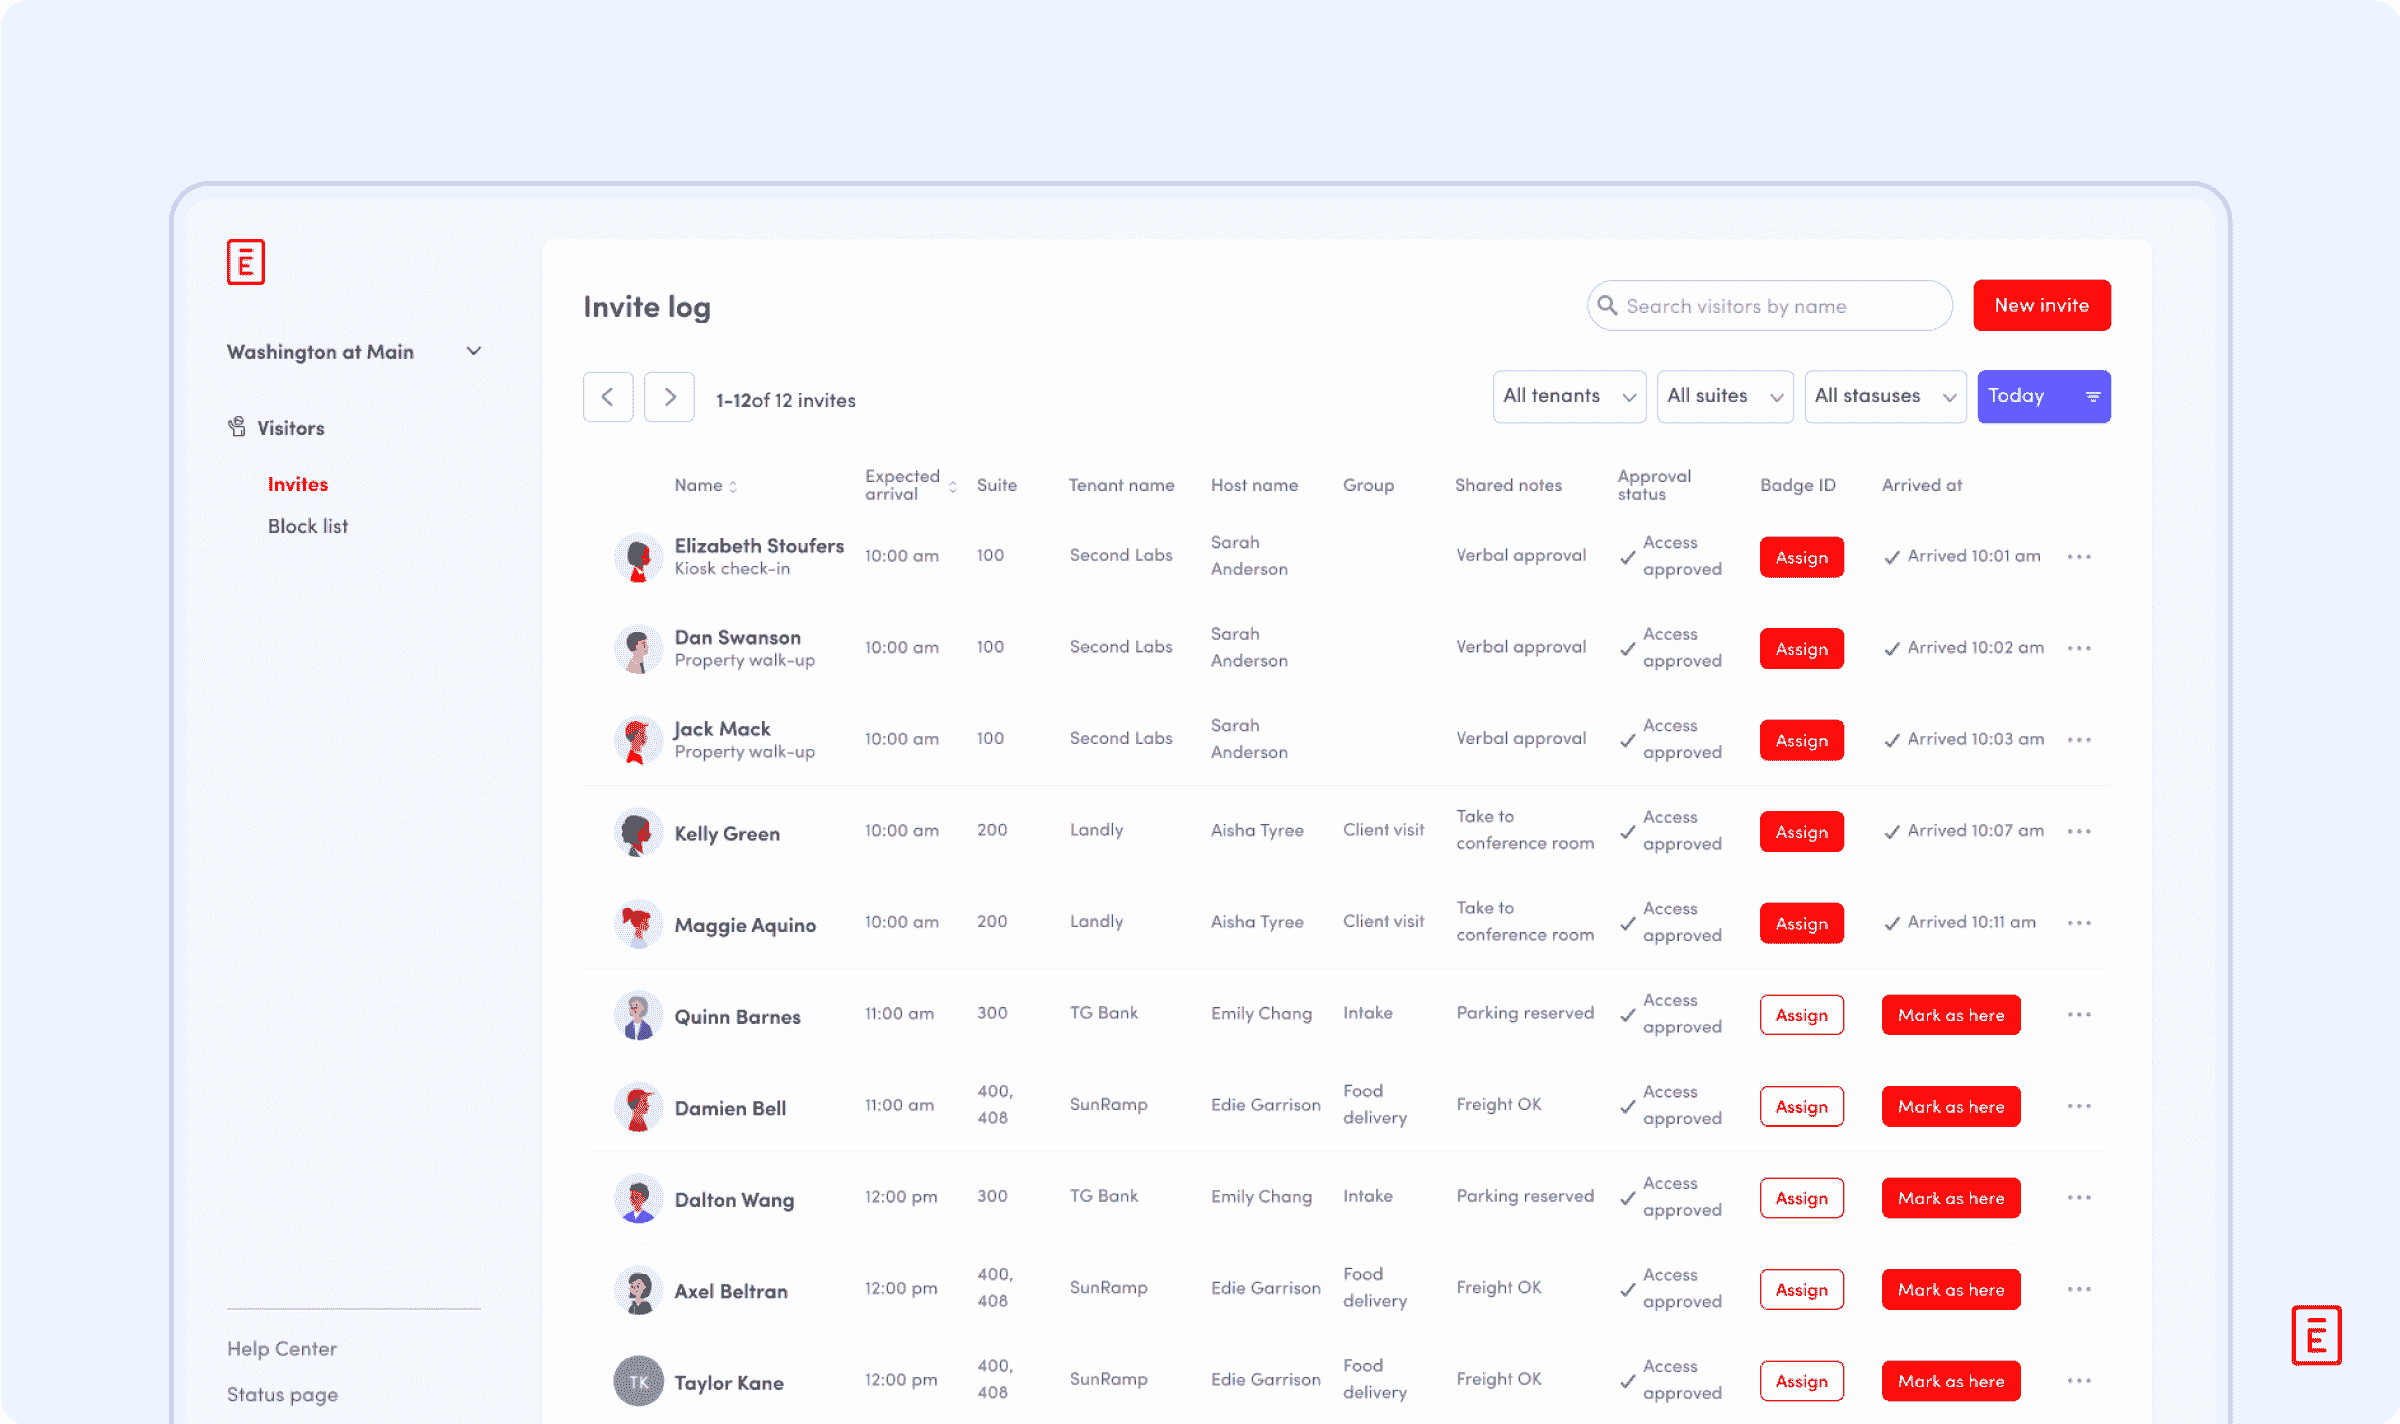 E
Washington at Main
Visitors
Invites
Block list
Help Center
Status page
Invite log
Search visitors by name
New invite
1-12of 12 invites
All tenants
All suites
All stasuses
Today
Name
Expected
arrival
Suite
Tenant name
Host name
Group
Shared notes
Approval
status
Badge ID
Arrived at
Elizabeth Stoufers
Kiosk check-in
10:00 am
100
Second Labs
Sarah
Anderson
Verbal approval
Access
approved
Assign
Arrived 10:01 am
Dan Swanson
Property walk-up
10:00 am
100
Second Labs
Sarah
Anderson
Verbal approval
Access
approved
Assign
Arrived 10:02 am
Jack Mack
Property walk-up
10:00 am
100
Second Labs
Sarah
Anderson
Verbal approval
Access
approved
Assign
Arrived 10:03 am
Kelly Green
10:00 am
200
Landly
Aisha Tyree
Client visit
Take to
conference room
Access
approved
Assign
Arrived 10:07 am
Maggie Aquino
10:00 am
200
Landly
Aisha Tyree
Client visit
Take to
conference room
Access
approved
Assign
Arrived 10:11 am
Quinn Barnes
11:00 am
300
TG Bank
Emily Chang
Intake
Parking reserved
Access
approved
Assign
Mark as here
Damien Bell
11:00 am
400,
408
SunRamp
Edie Garrison
Food
delivery
Freight OK
Access
approved
Assign
Mark as here
Dalton Wang
12:00 pm
300
TG Bank
Emily Chang
Intake
Parking reserved
Access
approved
Assign
Mark as here
Axel Beltran
12:00 pm
400,
408
SunRamp
Edie Garrison
Food
delivery
Freight OK
Access
approved
Assign
Mark as here
TK
Taylor Kane
12:00 pm
400,
408
SunRamp
Edie Garrison
Food
delivery
Freight OK
Access
approved
Assign
Mark as here
E